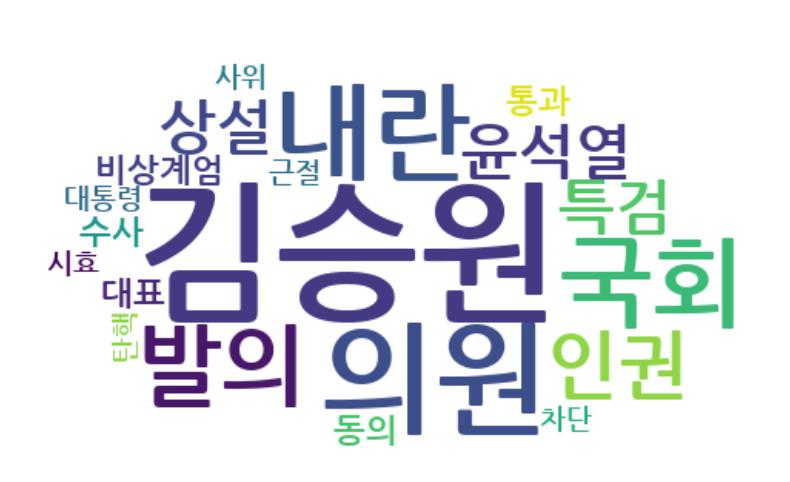 사위
상설
내란
통과
윤석열
비상계엄
근절
대통령
김승원
특검
수사
국회
시효
대표
탄핵
발의
의원
인권
동의
차단